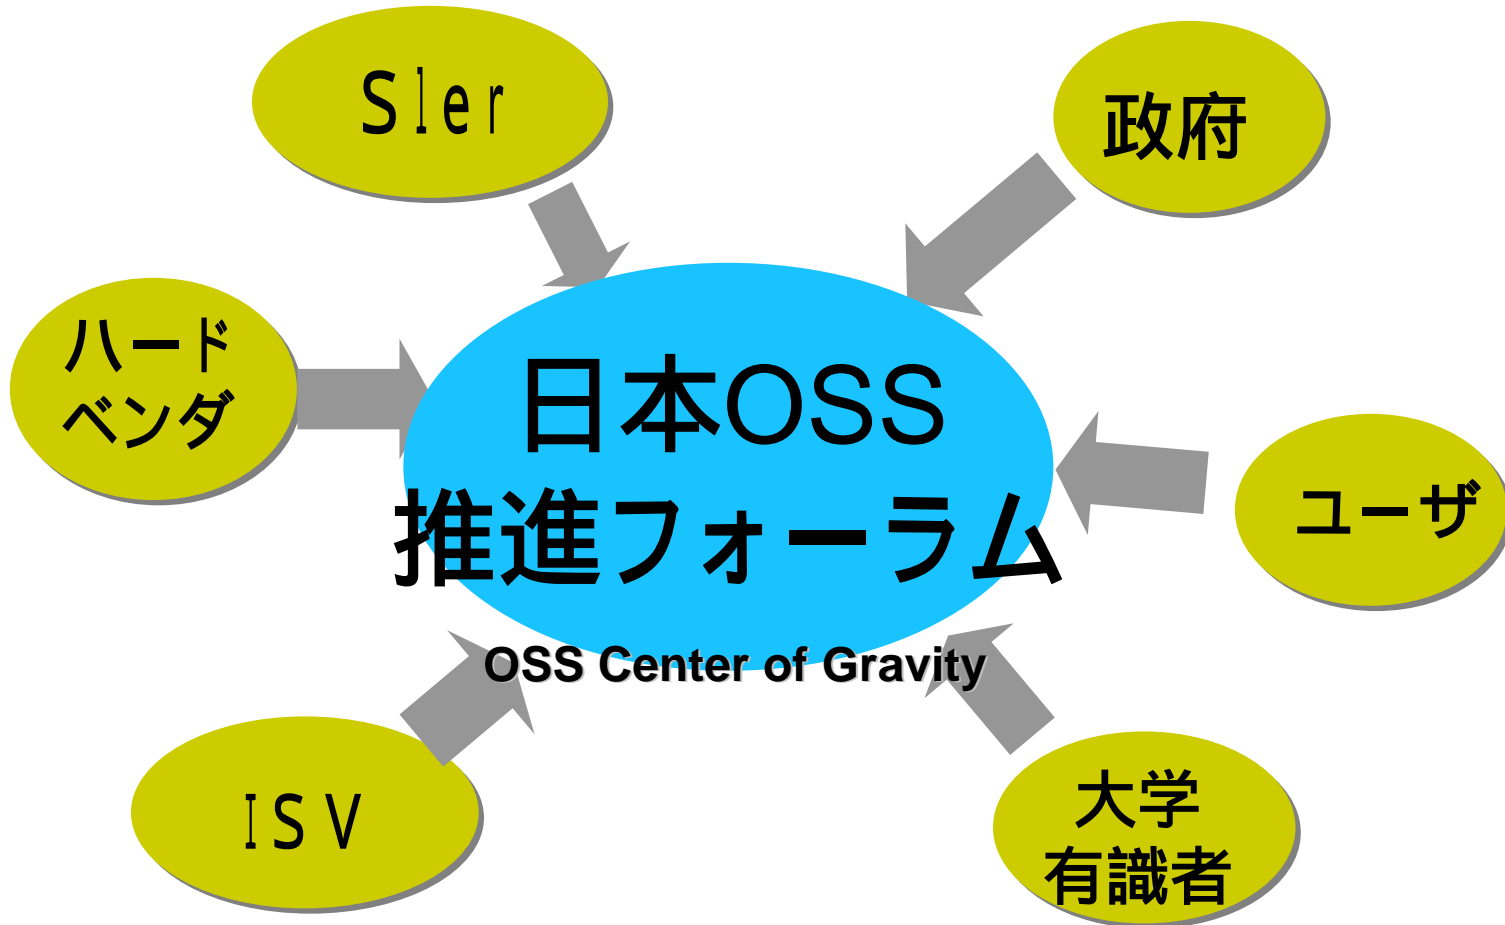 SIer
政府
ハード
ベンダ
日本OSS
推進フォーラム
OSS Center of Gravity
ユーザ
ISV
大学
有識者